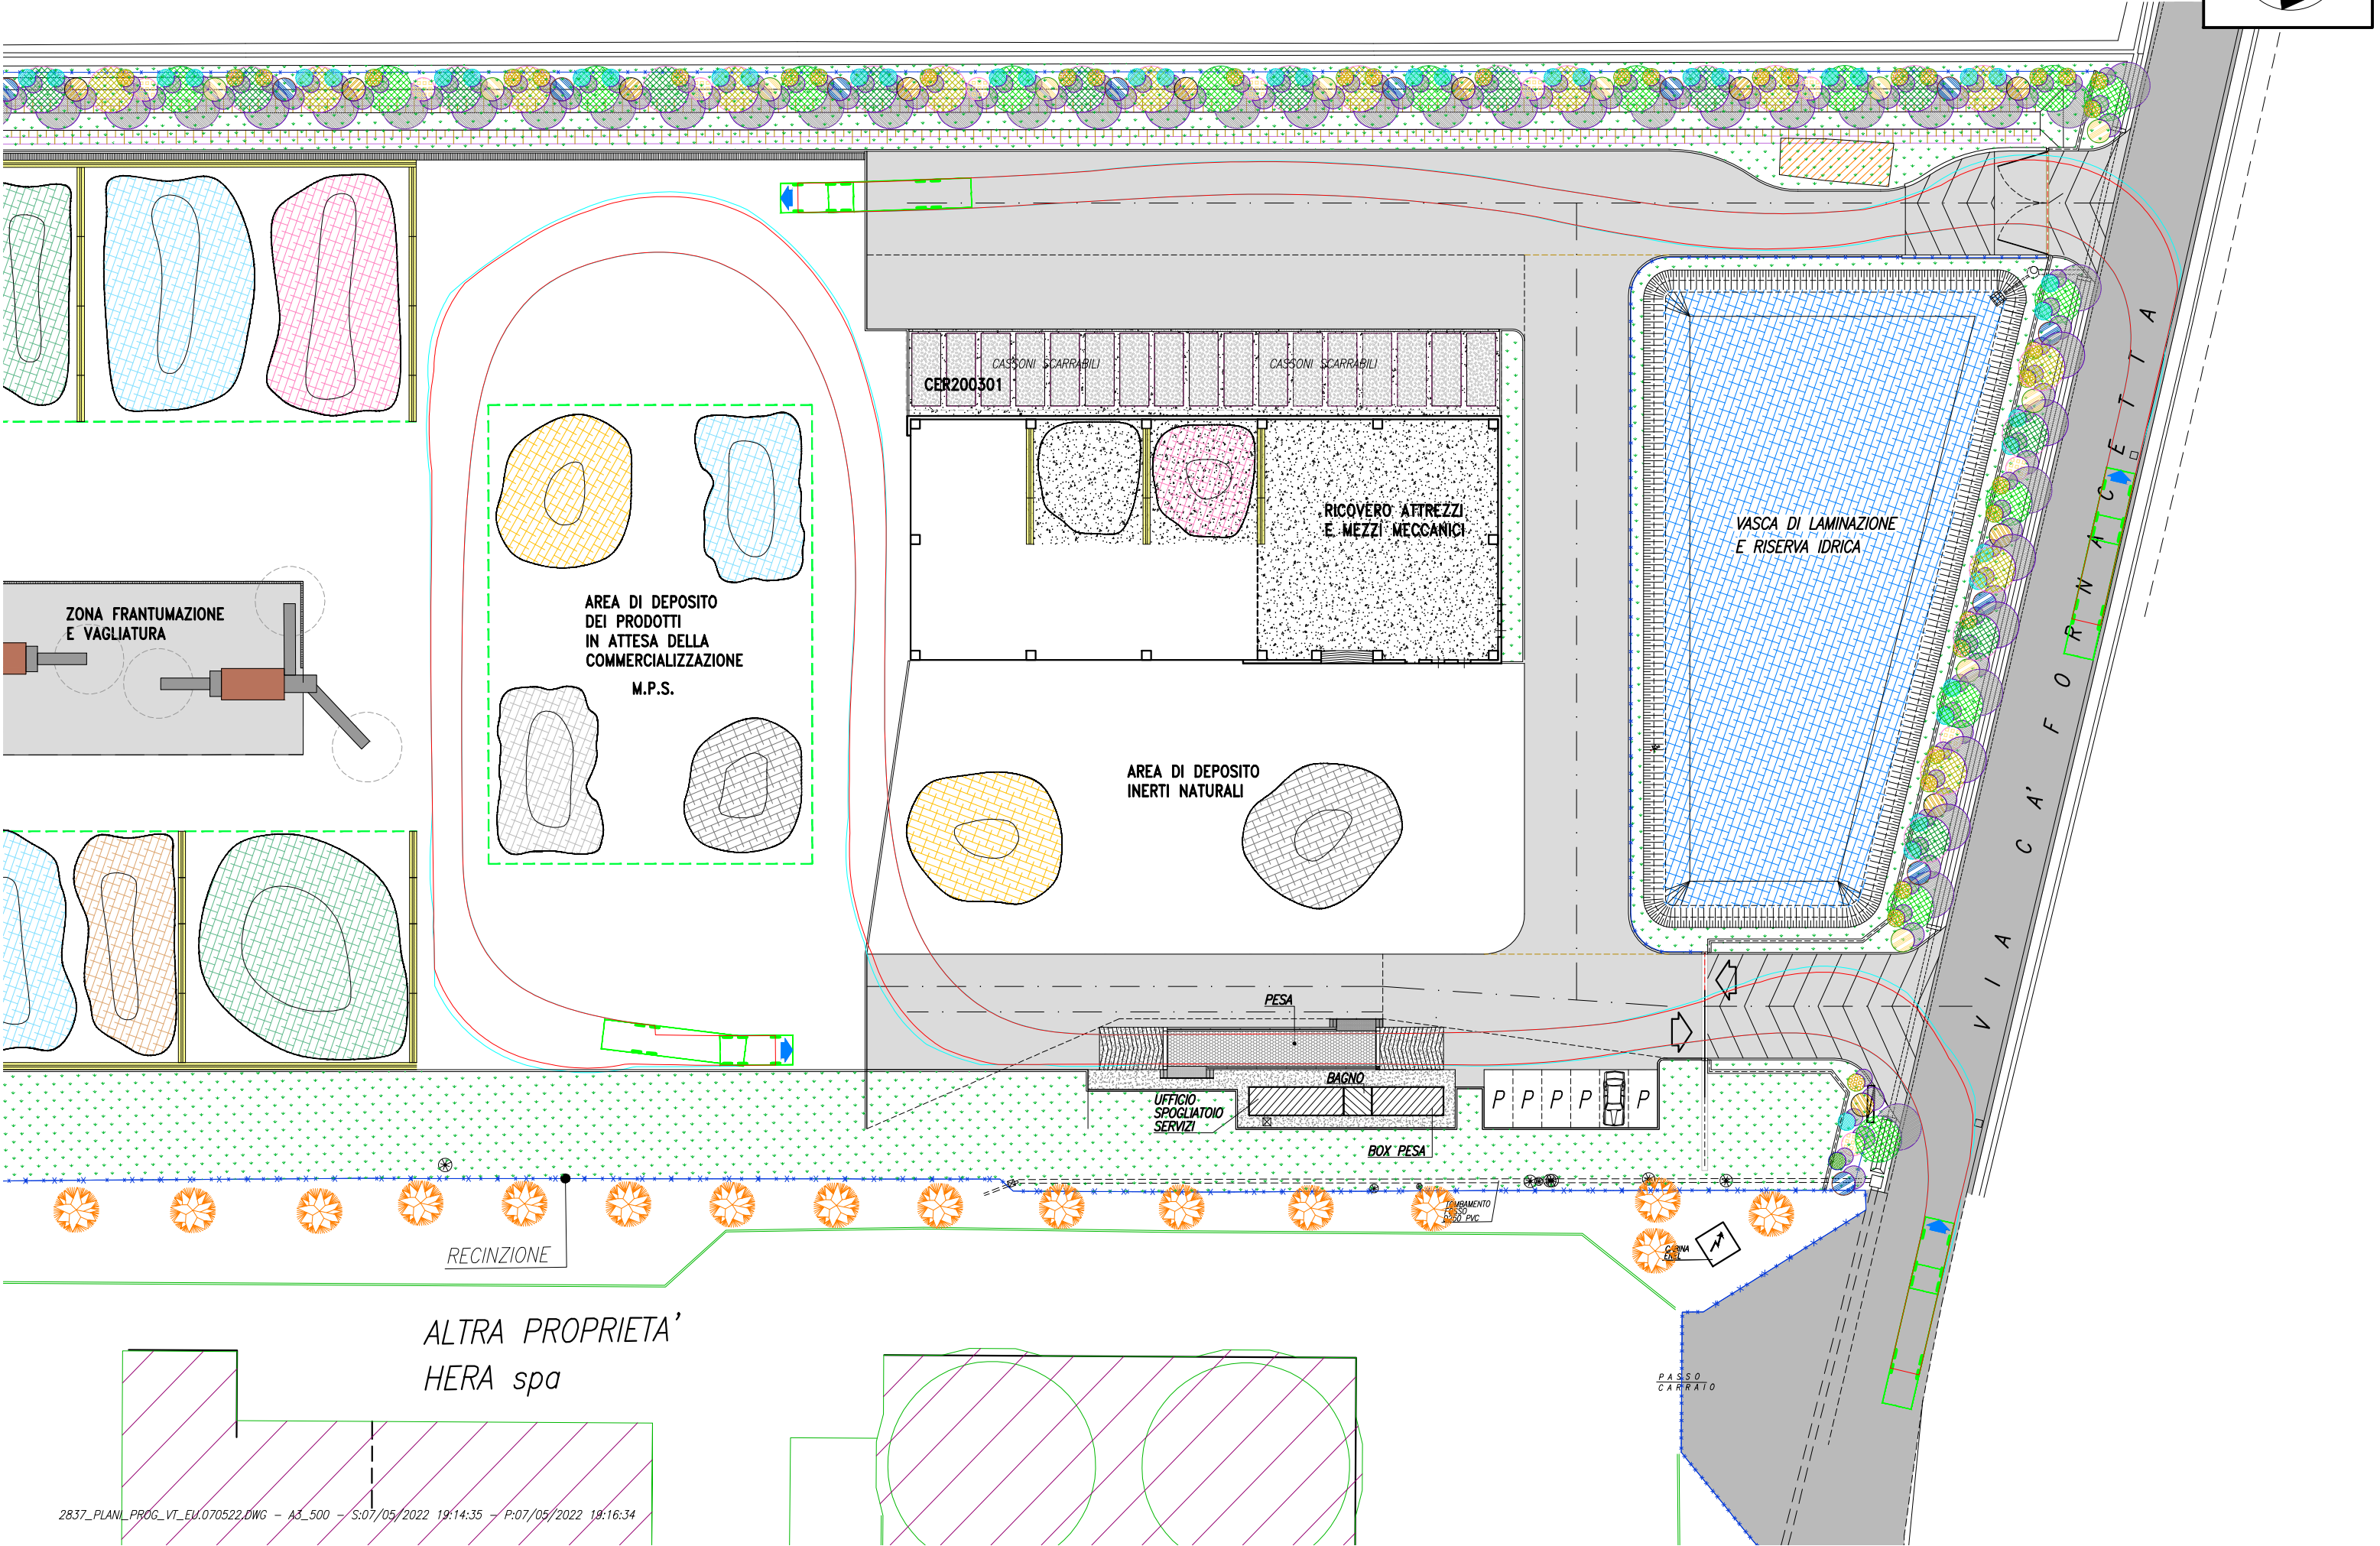 CASSONI SCARRABILI
CASSONI SCARRABILI
CER200301
RICOVERO ATTREZZI
E MEZZI MECCANICI
VASCA DI LAMINAZIONE
E RISERVA IDRICA
VIA CA' FORNACETTA
ZONA FRANTUMAZIONE
E VAGLIATURA
AREA DI DEPOSITO
DEI PRODOTTI
IN ATTESA DELLA
COMMERCIALIZZAZIONE
M.P.S.
AREA DI DEPOSITO
INERTI NATURALI
PESA
BAGNO
UFFICIO
SPOGLIATOIO
SERVIZI
P P P P P
BOX PESA
RECINZIONE
ALTRA PROPRIETA'
HERA spa
PASSO
CARRAIO
2837_PLANI_PROG_VT_EU.070522.DWG - A3_500 - S:07/05/2022 19:14:35 - P:07/05/2022 19:16:34